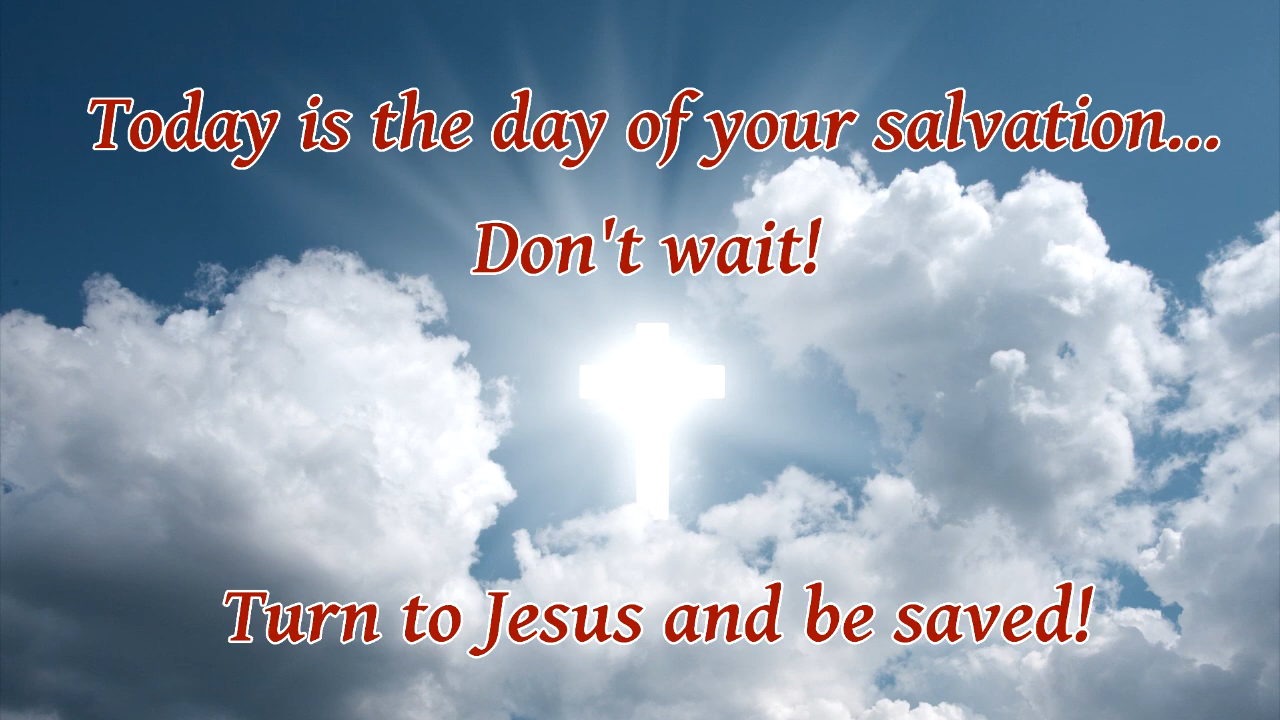 Today is the day of your salvation...
Don't wait!
Turn to Jesus and be saved!